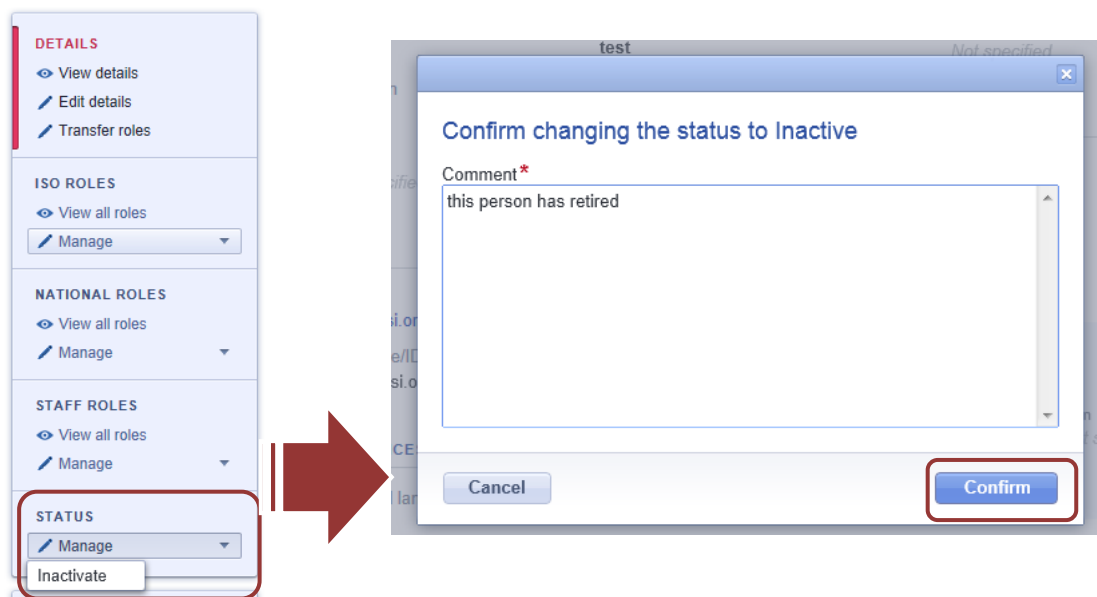 DETAILS
View details
Edit details
Transfer roles
ISO ROLES
View all roles
Manage
NATIONAL ROLES
View all roles
Manage
STAFF ROLES
View all roles
Manage
STATUS
Manage
Inactivate
test
Not specified
Confirm changing the status to Inactive
Comment*
this person has retired
Cancel
Confirm